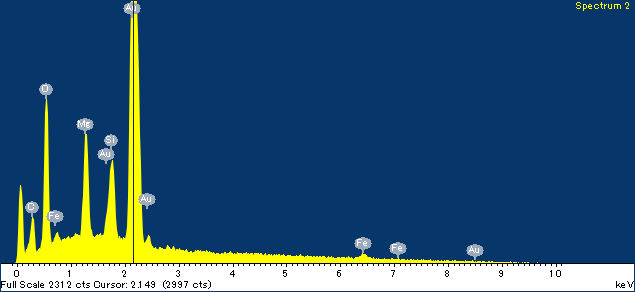 Spectrum 2
Au
O
Mg
Si
Au
Au
C
Fe
Fe
Fe
Au
0 1 2 3 4 5 6 7 8 9 10
Full Scale 2312 cts Cursor: 2.149 (2997 cts) keV